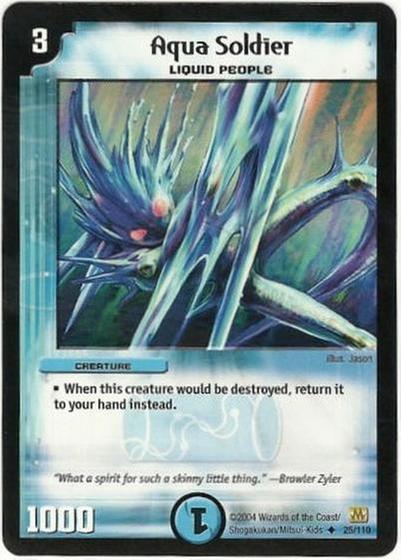 3
Aqua Soldier
LIQUID PEOPLE
illus. Jason
CREATURE
▪ When this creature would be destroyed, return it
to your hand instead.
"What a spirit for such a skinny little thing." —Brawler Zyler
1000
1
©2004 Wizards of the Coast/
Shogakukan/Mitsui-Kids ♦ 25/110